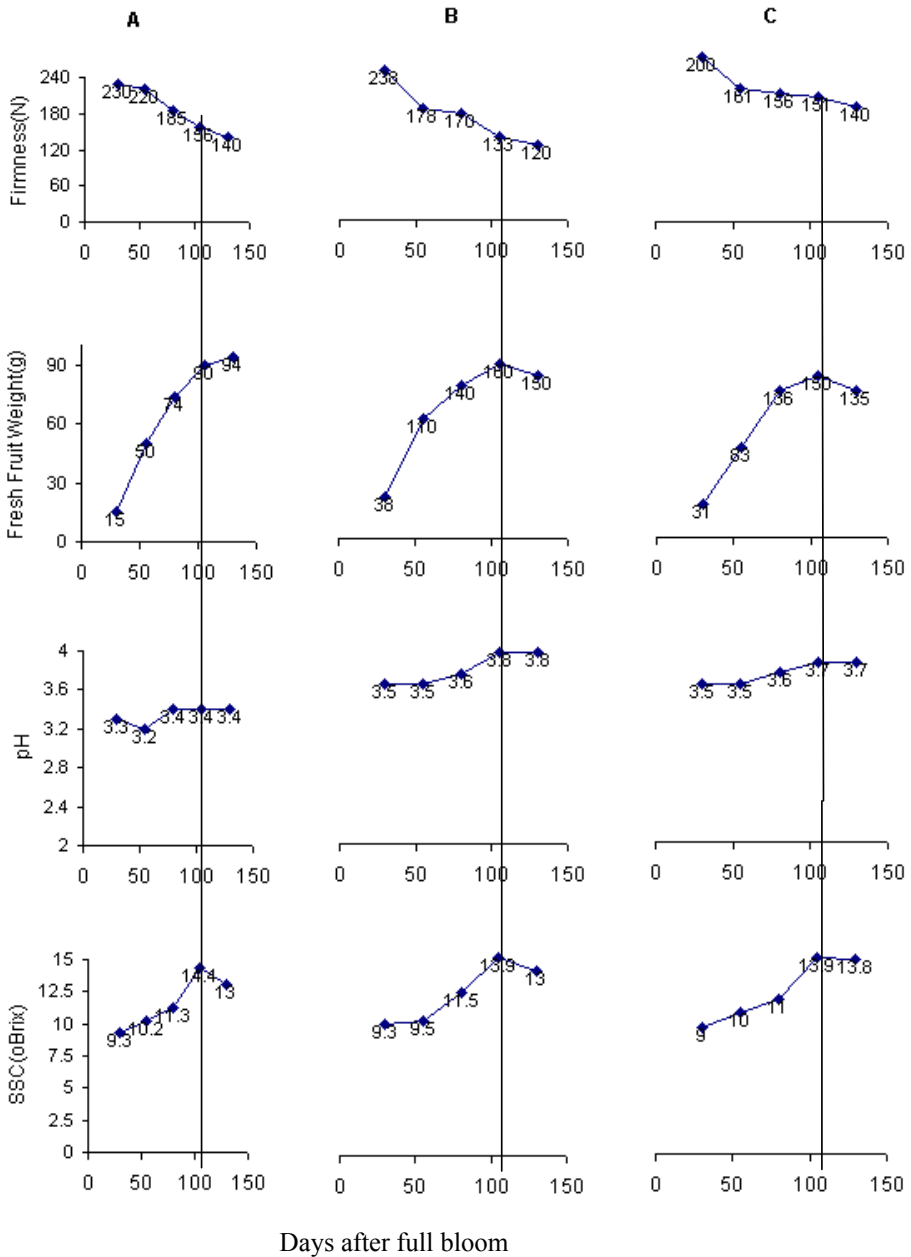 A B C
Firmness(N)
240
180
120
60
0
230 220 185 156 140
238 178 170 133 120
200 161 156 151 140
0 50 100 150 0 50 100 150 0 50 100 150
Fresh Fruit Weight(g)
90
60
30
0
15 50 74 90 94
38 110 140 160 150
31 83 136 150 135
0 50 100 150 0 50 100 150 0 50 100 150
pH
4
3.6
3.2
2.8
2.4
2
3.3 3.2 3.4 3.4 3.4
3.5 3.5 3.6 3.8 3.8
3.5 3.5 3.6 3.7 3.7
0 50 100 150 0 50 100 150 0 50 100 150
SSC(oBrix)
15
12.5
10
7.5
5
2.5
0
9.3 10.2 11.3 14.4 13
9.3 9.5 11.5 13.9 13
9 10 11 13.9 13.8
0 50 100 150 0 50 100 150 0 50 100 150
Days after full bloom